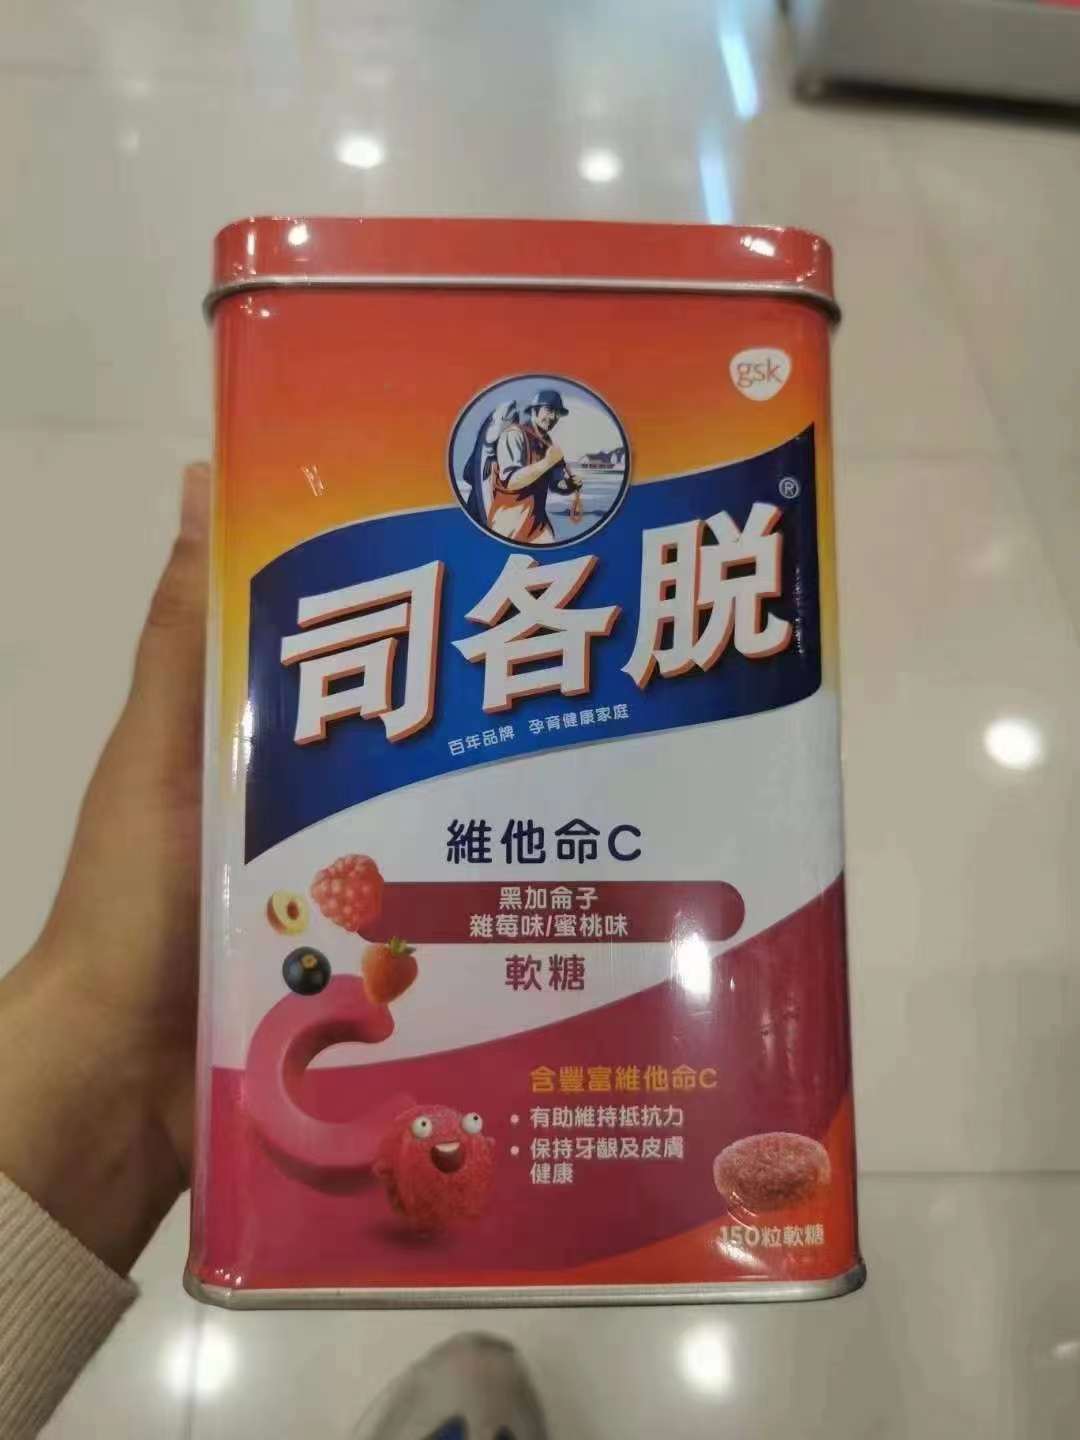 gsk
司各脱®
百年品牌 孕育健康家庭
維他命C
黑加侖子
雜莓味/蜜桃味
軟糖
含豐富維他命C
• 有助維持抵抗力
• 保持牙齦及皮膚
健康
150粒軟糖